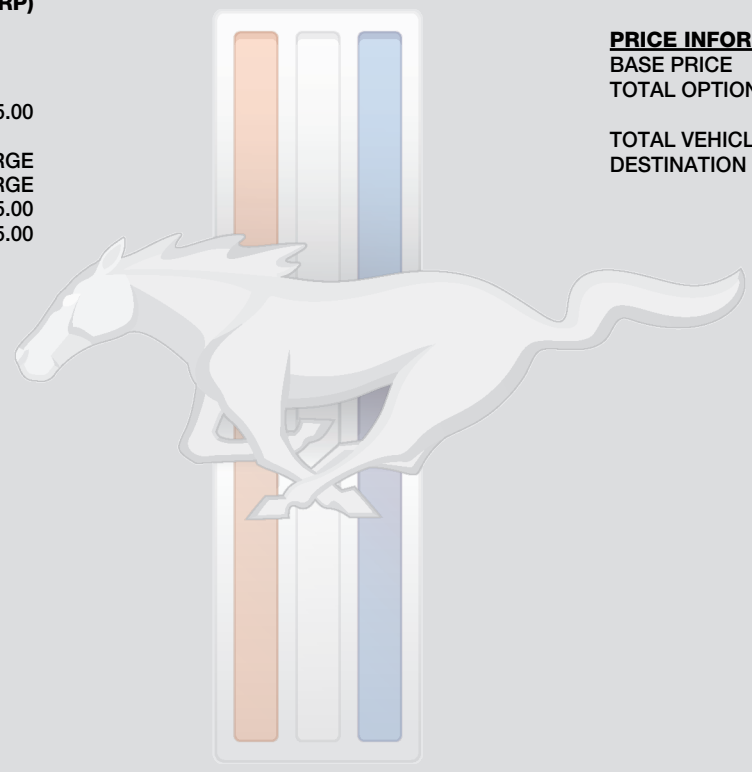 RP)
5.00
RGE
RGE
5.00
5.00
PRICE INFOR
BASE PRICE
TOTAL OPTION
TOTAL VEHICL
DESTINATION